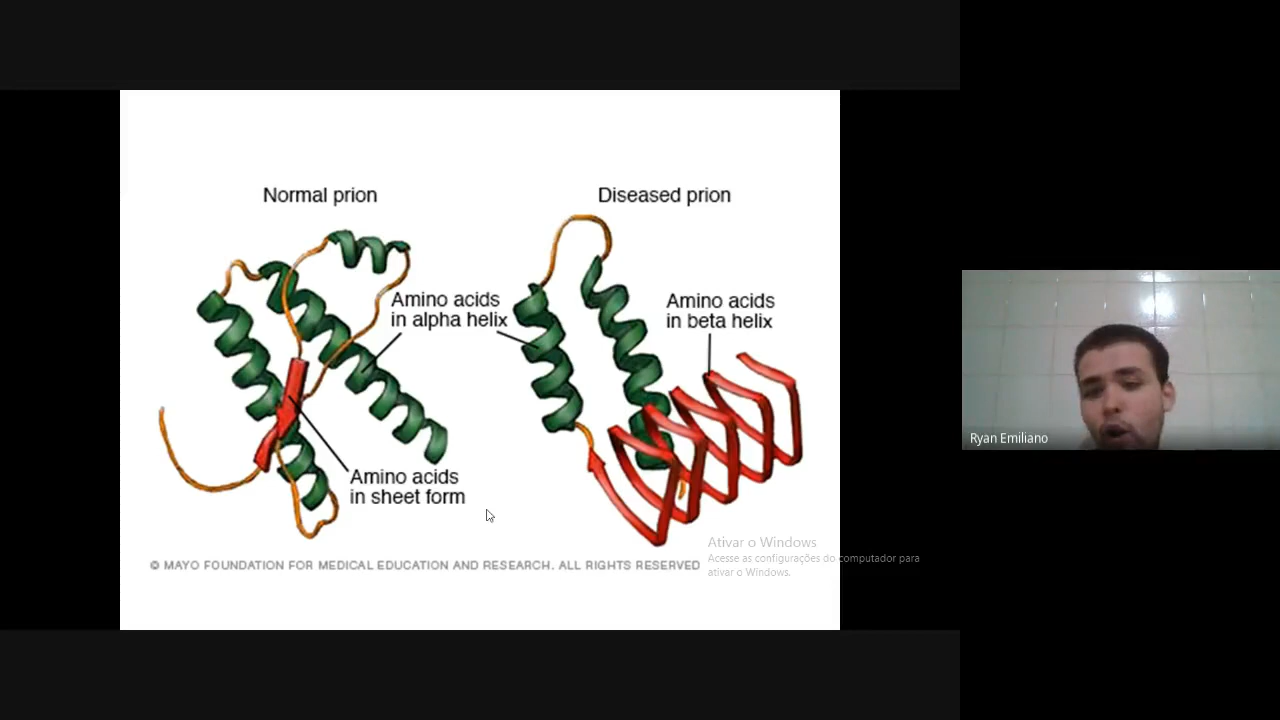 Normal prion
Diseased prion
Amino acids
in alpha helix
Amino acids
in beta helix
Amino acids
in sheet form
© MAYO FOUNDATION FOR MEDICAL EDUCATION AND RESEARCH. ALL RIGHTS RESERVED
Ativar o Windows
Acesse as configurações do computador para
ativar o Windows.
Ryan Emiliano